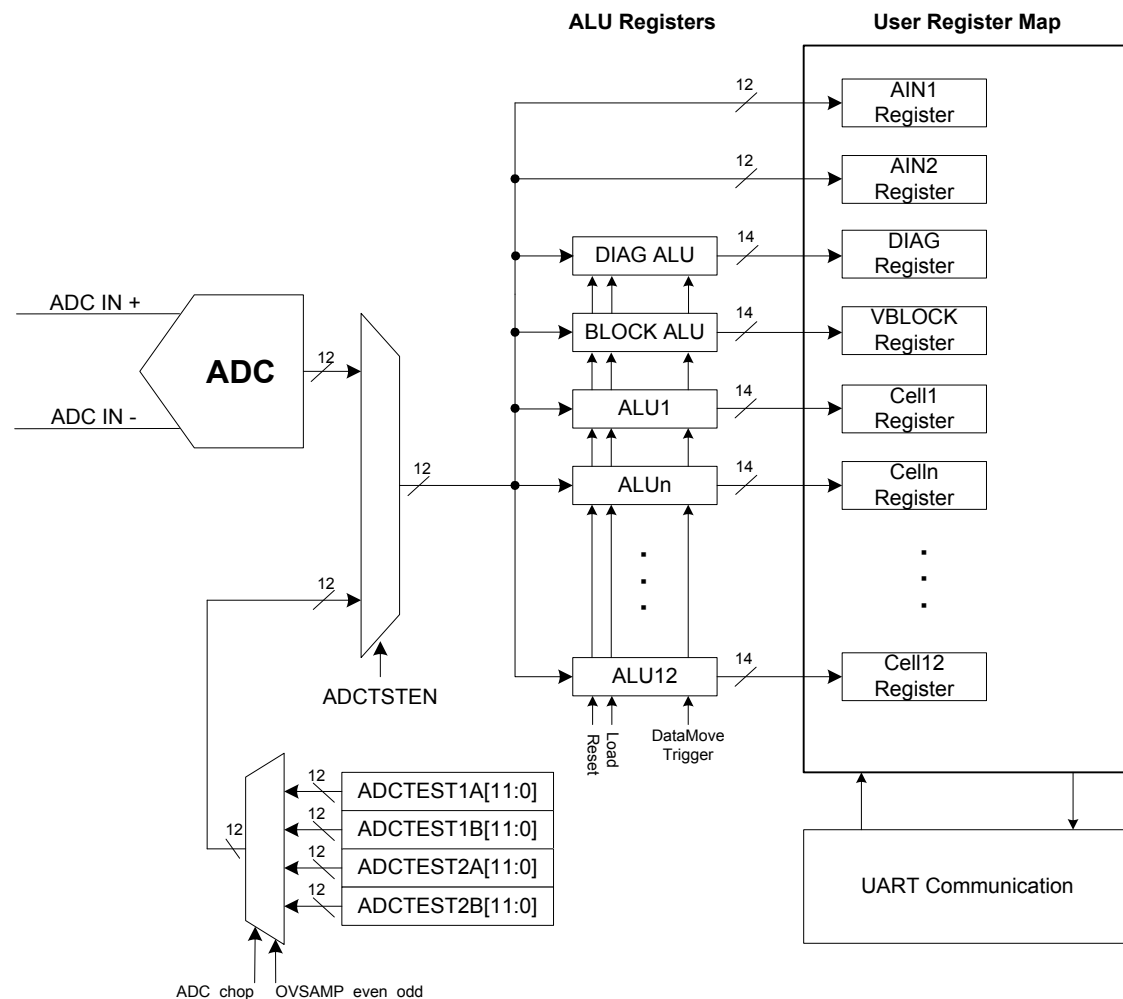 ALU Registers
User Register Map
12
AIN1
Register
12
AIN2
Register
DIAG ALU
14
DIAG
Register
ADC IN +
BLOCK ALU
14
VBLOCK
Register
ADC
12
ADC IN -
ALU1
14
Cell1
Register
12
ALUn
14
Celln
Register
12
ALU12
14
Cell12
Register
ADCTSTEN
Reset
Load
DataMove
Trigger
12
12
ADCTEST1A[11:0]
12
ADCTEST1B[11:0]
12
ADCTEST2A[11:0]
12
ADCTEST2B[11:0]
UART Communication
ADC chop
OVSAMP even odd